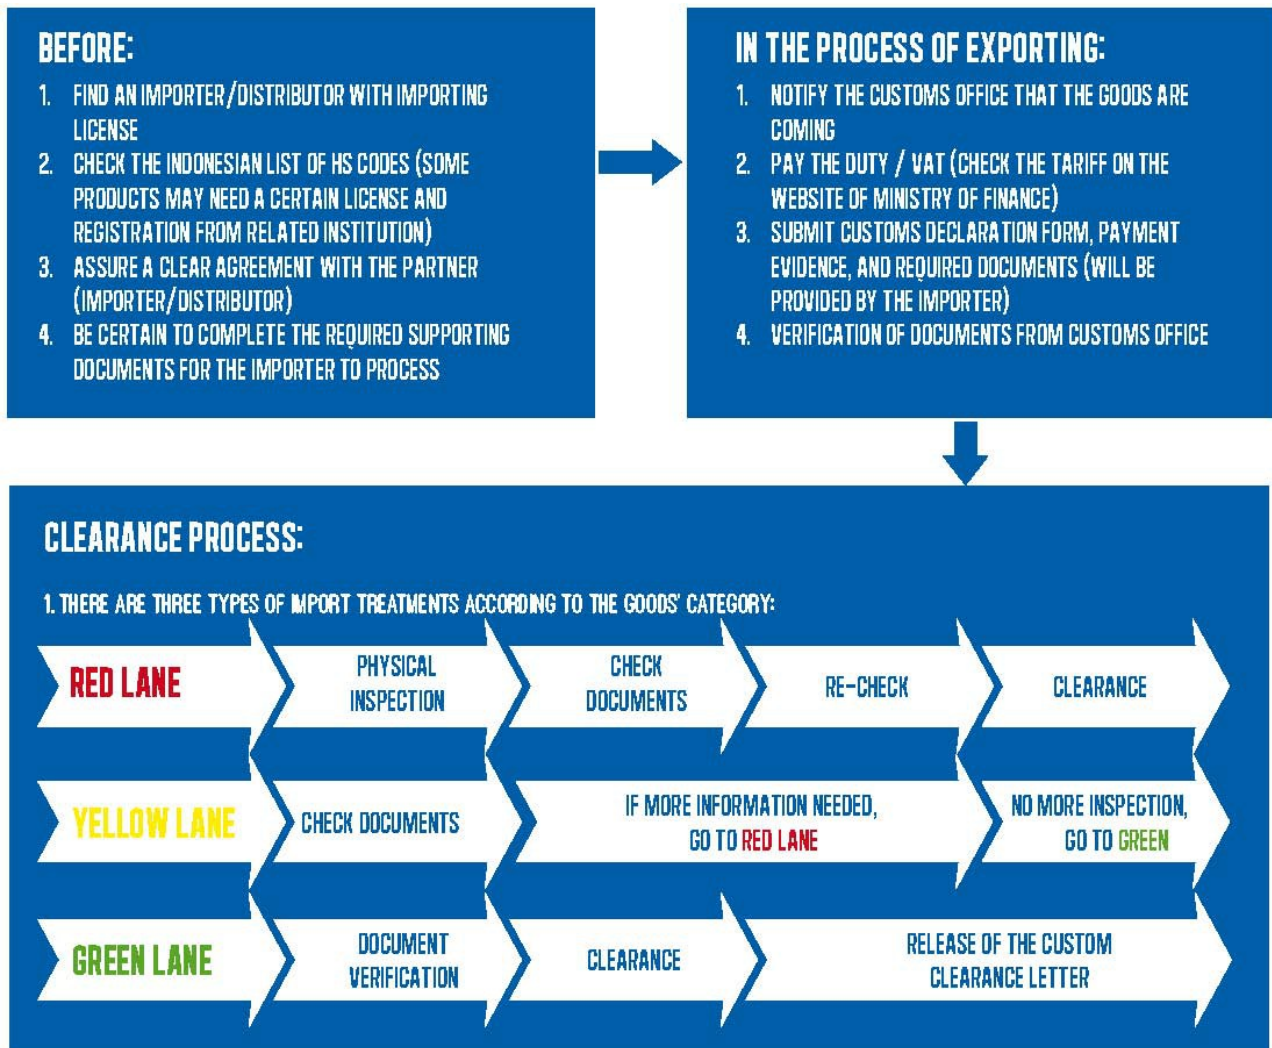 BEFORE:
1. FIND AN IMPORTER/DISTRIBUTOR WITH IMPORTING
LICENSE
2. CHECK THE INDONESIAN LIST OF HS CODES (SOME
PRODUCTS MAY NEED A CERTAIN LICENSE AND
REGISTRATION FROM RELATED INSTITUTION)
3. ASSURE A CLEAR AGREEMENT WITH THE PARTNER
(IMPORTER/DISTRIBUTOR)
4. BE CERTAIN TO COMPLETE THE REQUIRED SUPPORTING
DOCUMENTS FOR THE IMPORTER TO PROCESS
IN THE PROCESS OF EXPORTING:
1. NOTIFY THE CUSTOMS OFFICE THAT THE GOODS ARE
COMING
2. PAY THE DUTY / VAT (CHECK THE TARIFF ON THE
WEBSITE OF MINISTRY OF FINANCE)
3. SUBMIT CUSTOMS DECLARATION FORM, PAYMENT
EVIDENCE, AND REQUIRED DOCUMENTS (WILL BE
PROVIDED BY THE IMPORTER)
4. VERIFICATION OF DOCUMENTS FROM CUSTOMS OFFICE
CLEARANCE PROCESS:
1. THERE ARE THREE TYPES OF IMPORT TREATMENTS ACCORDING TO THE GOODS' CATEGORY:
RED LANE
PHYSICAL
INSPECTION
CHECK
DOCUMENTS
RE-CHECK
CLEARANCE
YELLOW LANE
CHECK DOCUMENTS
IF MORE INFORMATION NEEDED,
GO TO RED LANE
NO MORE INSPECTION,
GO TO GREEN
GREEN LANE
DOCUMENT
VERIFICATION
CLEARANCE
RELEASE OF THE CUSTOM
CLEARANCE LETTER